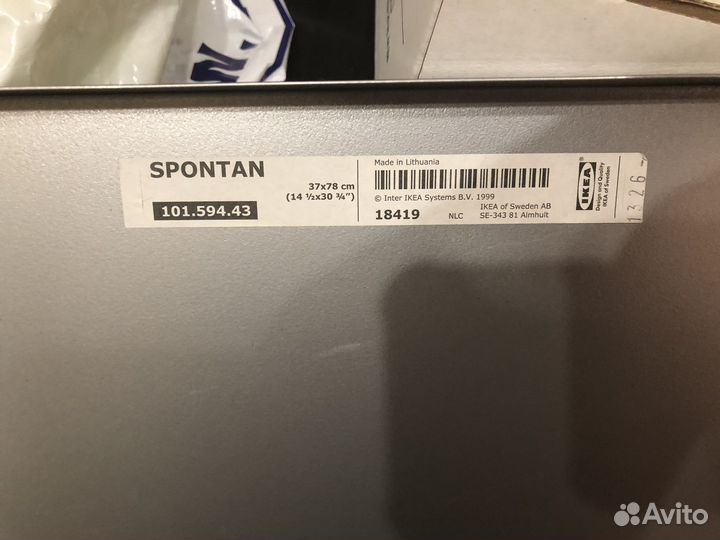 N.
SPONTAN
37x78 cm
(14 ½x30 ¾")
101.594.43
Made in Lithuania
© Inter IKEA Systems B.V. 1999
18419
NLC
IKEA of Sweden AB
SE-343 81 Älmhult
IKEA
Design and Quality
IKEA of Sweden
1326
Avito